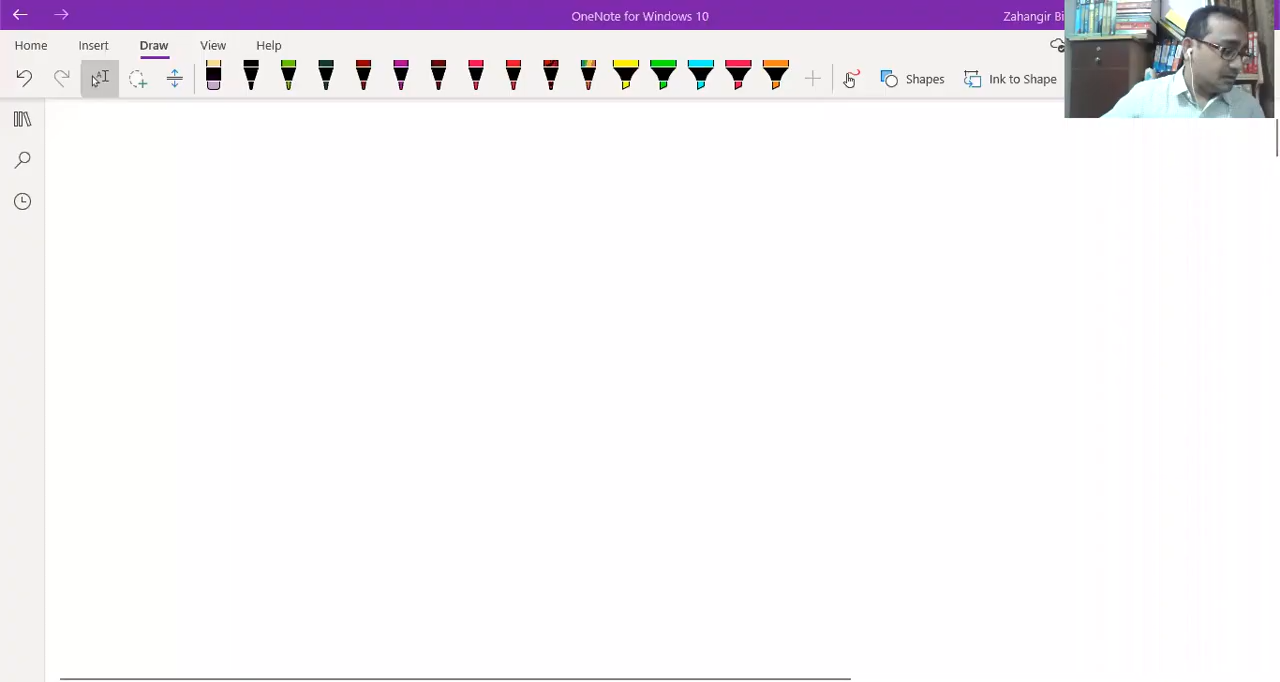 OneNote for Windows 10
Zahangir Bi
Home
Insert
Draw
View
Help
Shapes
Ink to Shape